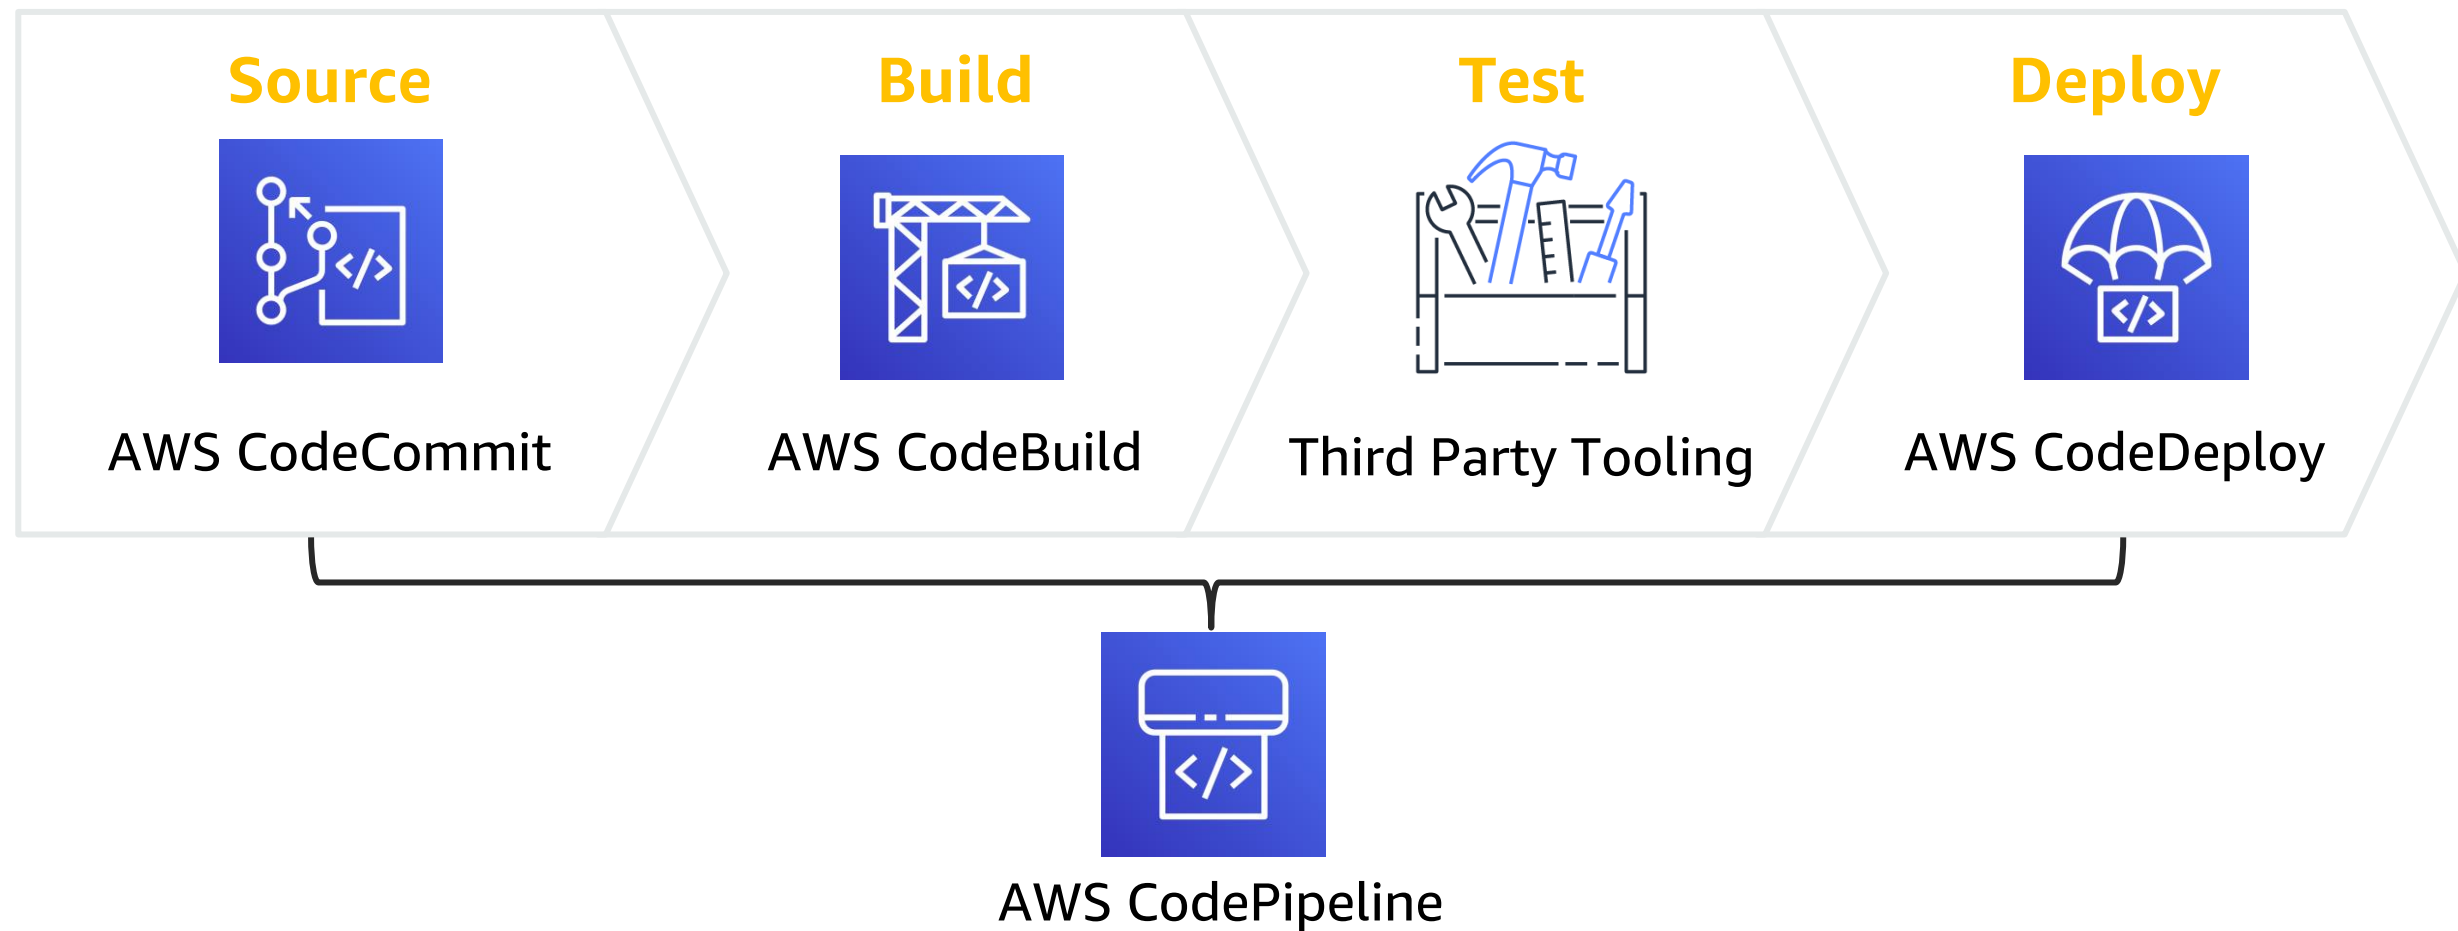 Source
Build
Test
Deploy
AWS CodeCommit
AWS CodeBuild
Third Party Tooling
AWS CodeDeploy
AWS CodePipeline